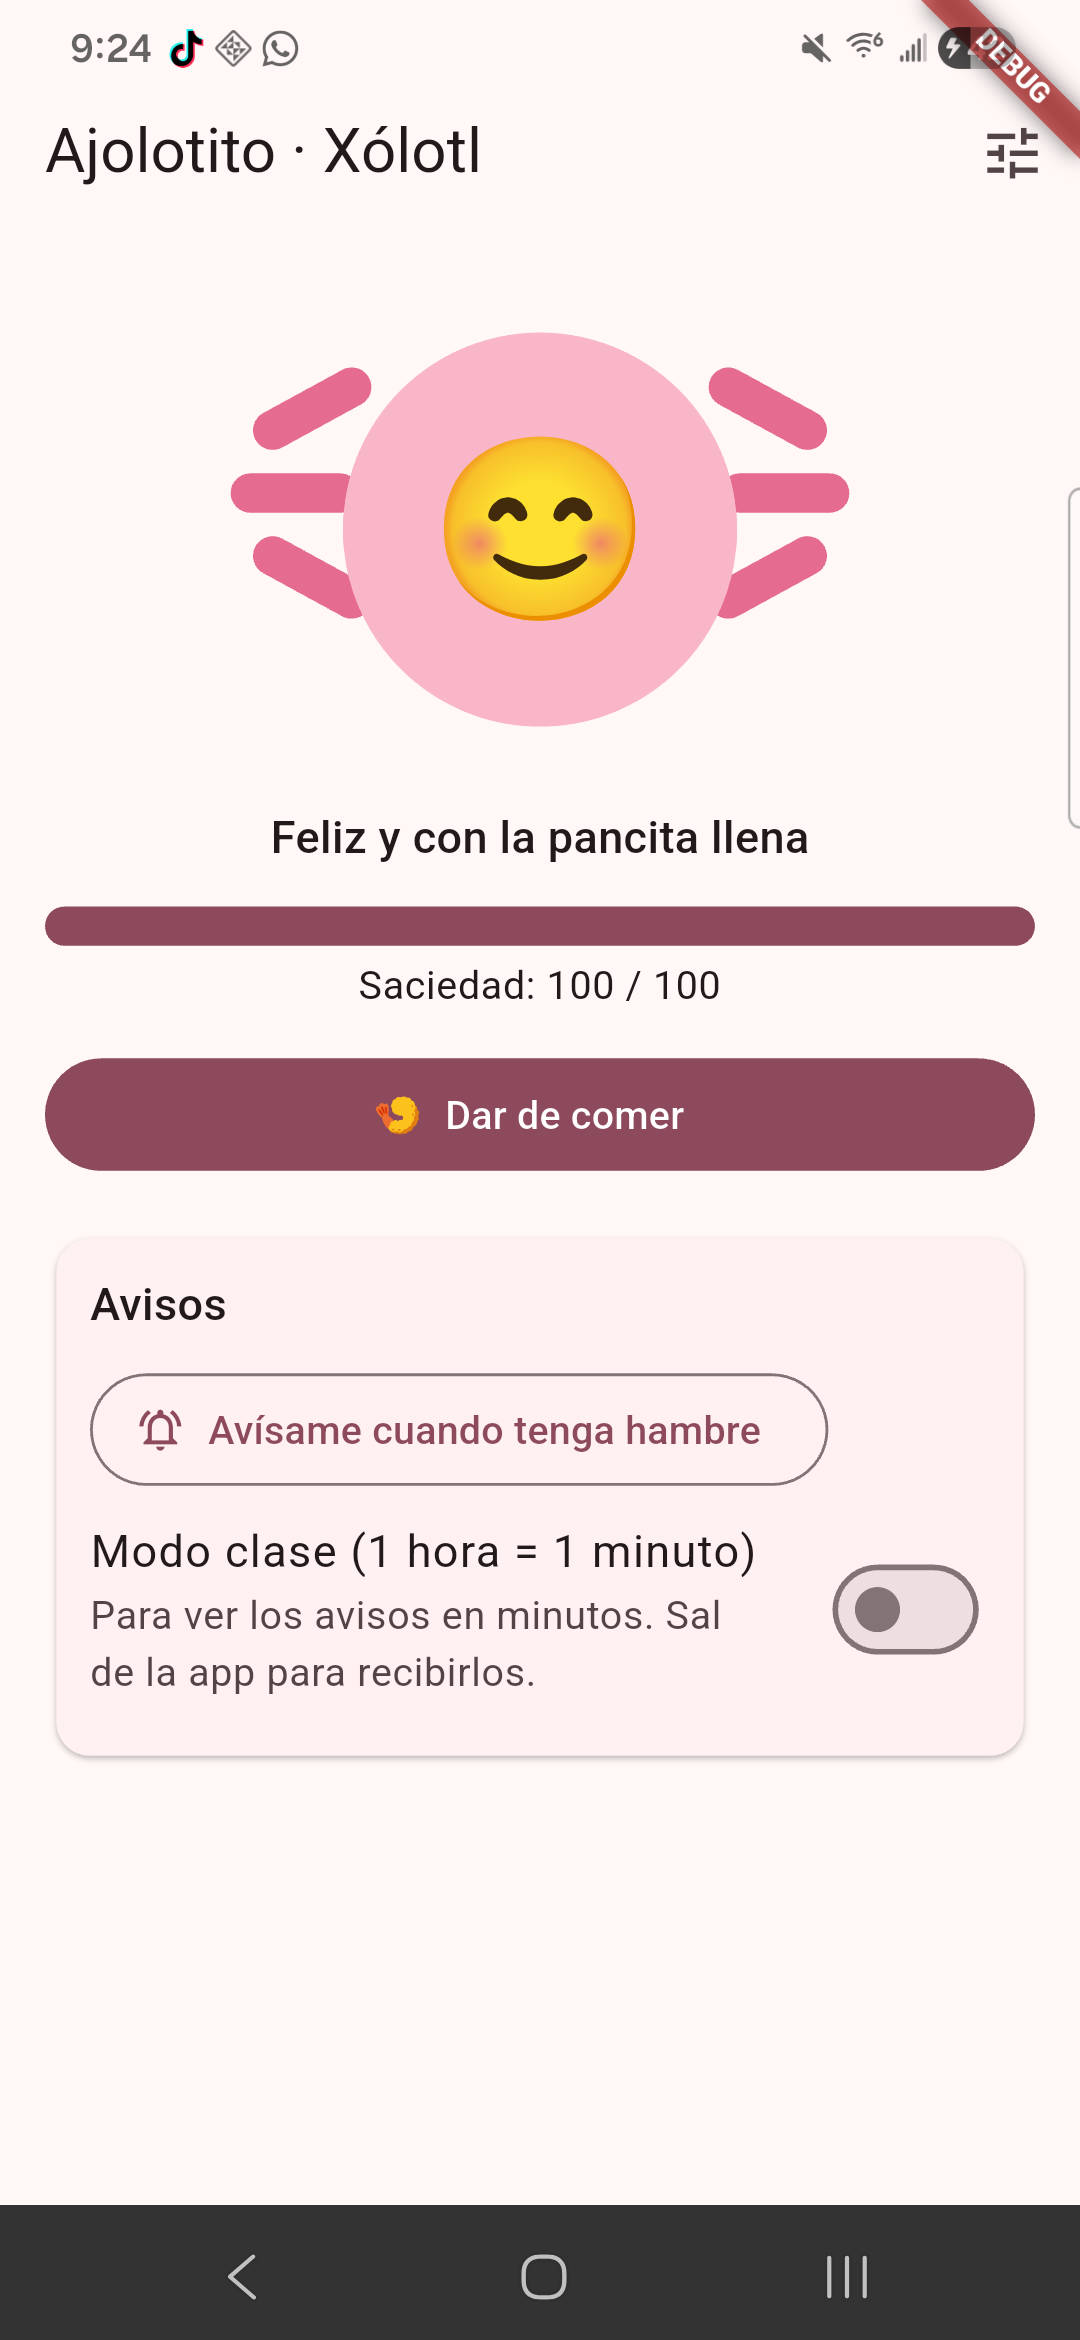 9:24
DEBUG
Ajolotito · Xólotl
Feliz y con la pancita llena
Saciedad: 100 / 100
Dar de comer
Avisos
Avísame cuando tenga hambre
Modo clase (1 hora = 1 minuto)
Para ver los avisos en minutos. Sal
de la app para recibirlos.